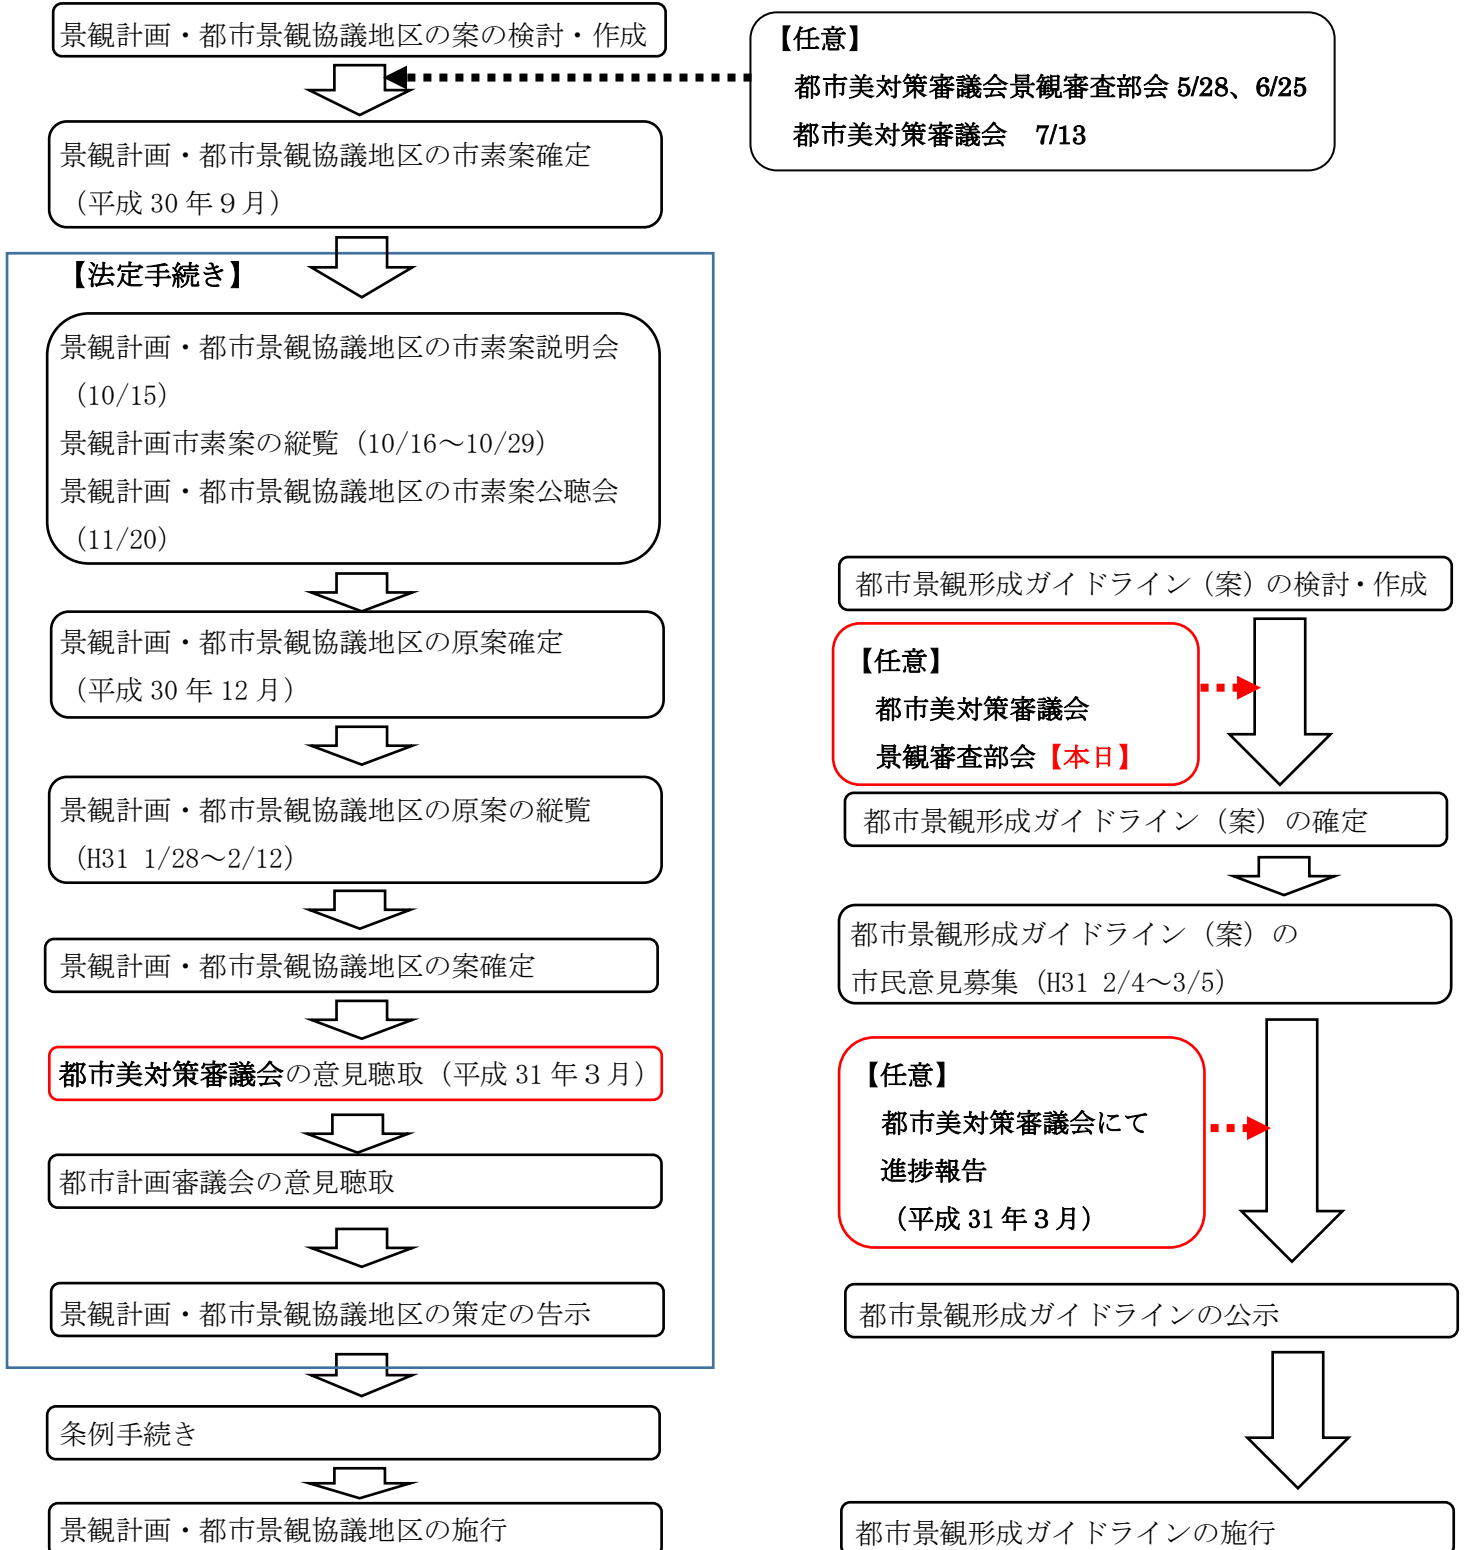 景観計画・都市景観協議地区の案の検討・作成
【任意】
都市美対策審議会景観審査部会 5/28、6/25
都市美対策審議会　7/13
景観計画・都市景観協議地区の市素案確定
（平成 30 年９月）
【法定手続き】
景観計画・都市景観協議地区の市素案説明会
（10/15）
景観計画市素案の縦覧（10/16～10/29）
景観計画・都市景観協議地区の市素案公聴会
（11/20）
景観計画・都市景観協議地区の原案確定
（平成 30 年 12 月）
景観計画・都市景観協議地区の原案の縦覧
（H31 1/28～2/12）
景観計画・都市景観協議地区の案確定
都市美対策審議会の意見聴取（平成 31 年３月）
都市計画審議会の意見聴取
景観計画・都市景観協議地区の策定の告示
条例手続き
景観計画・都市景観協議地区の施行
都市景観形成ガイドライン（案）の検討・作成
【任意】
都市美対策審議会
景観審査部会【本日】
都市景観形成ガイドライン（案）の確定
都市景観形成ガイドライン（案）の
市民意見募集（H31 2/4～3/5）
【任意】
都市美対策審議会にて
進捗報告
（平成 31 年３月）
都市景観形成ガイドラインの公示
都市景観形成ガイドラインの施行